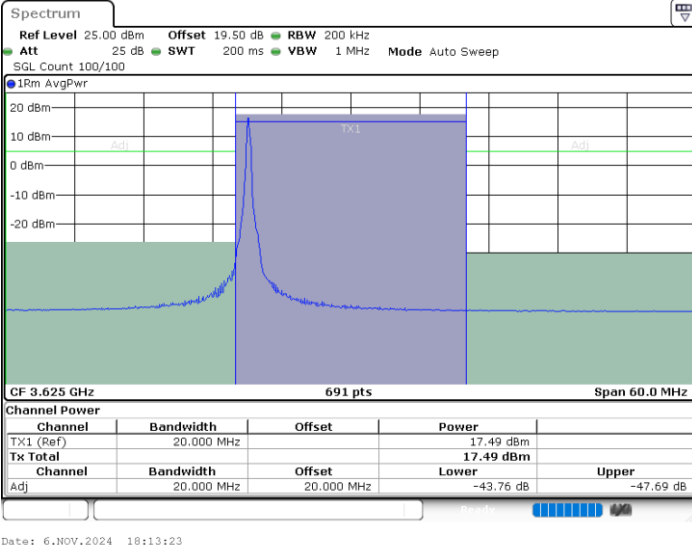 Spectrum
Ref Level 25.00 dBm Offset 19.50 dB RBW 200 kHz
Att 25 dB SWT 200 ms VBW 1 MHz Mode Auto Sweep
SGL Count 100/100
1Rm AvgPwr
20 dBm
TX1
10 dBm
Adj Adj
0 dBm
-10 dBm
-20 dBm
CF 3.625 GHz 691 pts Span 60.0 MHz
Channel Power
Channel Bandwidth Offset Power
TX1 (Ref) 20.000 MHz 17.49 dBm
Tx Total 17.49 dBm
Channel Bandwidth Offset Lower Upper
Adj 20.000 MHz 20.000 MHz -43.76 dB -47.69 dB
Ready
Date: 6.NOV.2024 18:13:23